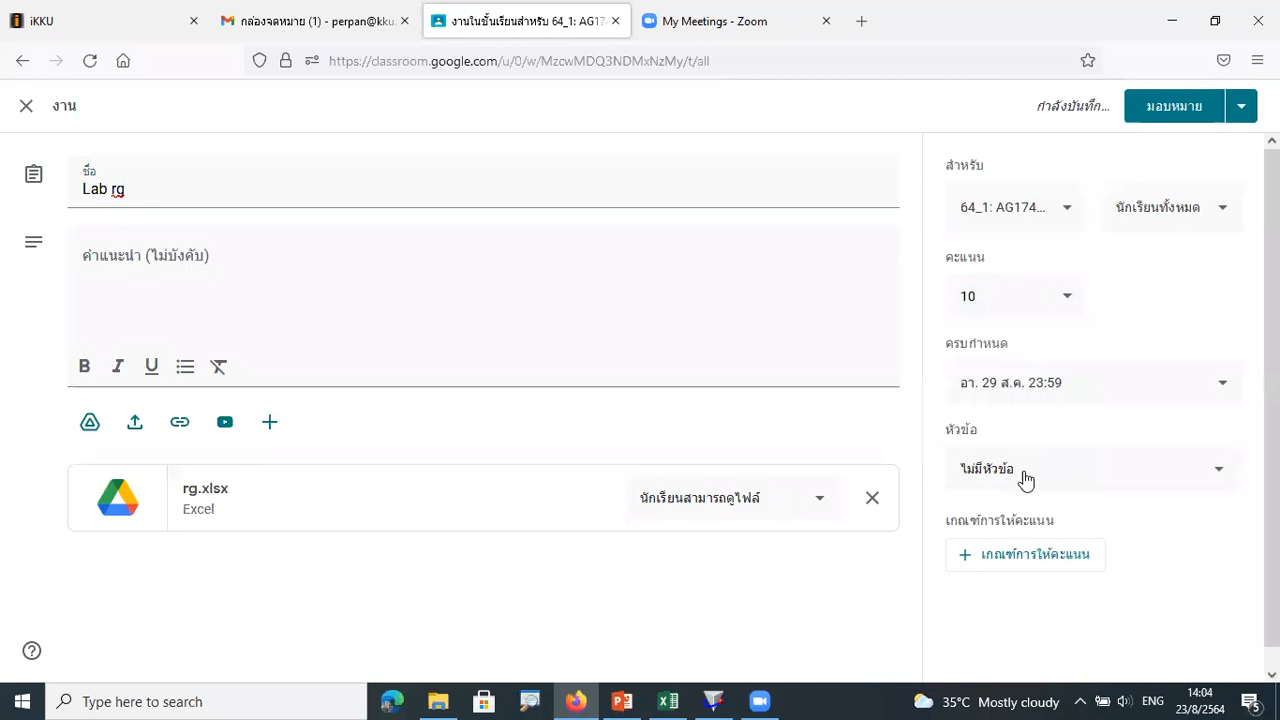 iKKU
กล่องจดหมาย (1) - perpan@kku.
งานในชั้นเรียนสำหรับ 64_1: AG174
My Meetings - Zoom
https://classroom.google.com/u/0/w/MzcwMDQ3NDMxNzMy/t/all
งาน
กำลังบันทึก...
มอบหมาย
ชื่อ
Lab rg
คำแนะนำ (ไม่บังคับ)
B I U
rg.xlsx
Excel
นักเรียนสามารถดูไฟล์
สำหรับ
64_1: AG174...
นักเรียนทั้งหมด
คะแนน
10
ครบกำหนด
อา. 29 ส.ค. 23:59
หัวข้อ
ไม่มีหัวข้อ
เกณฑ์การให้คะแนน
+ เกณฑ์การให้คะแนน
Type here to search
35°C Mostly cloudy
ENG
14:04
23/8/2564
5